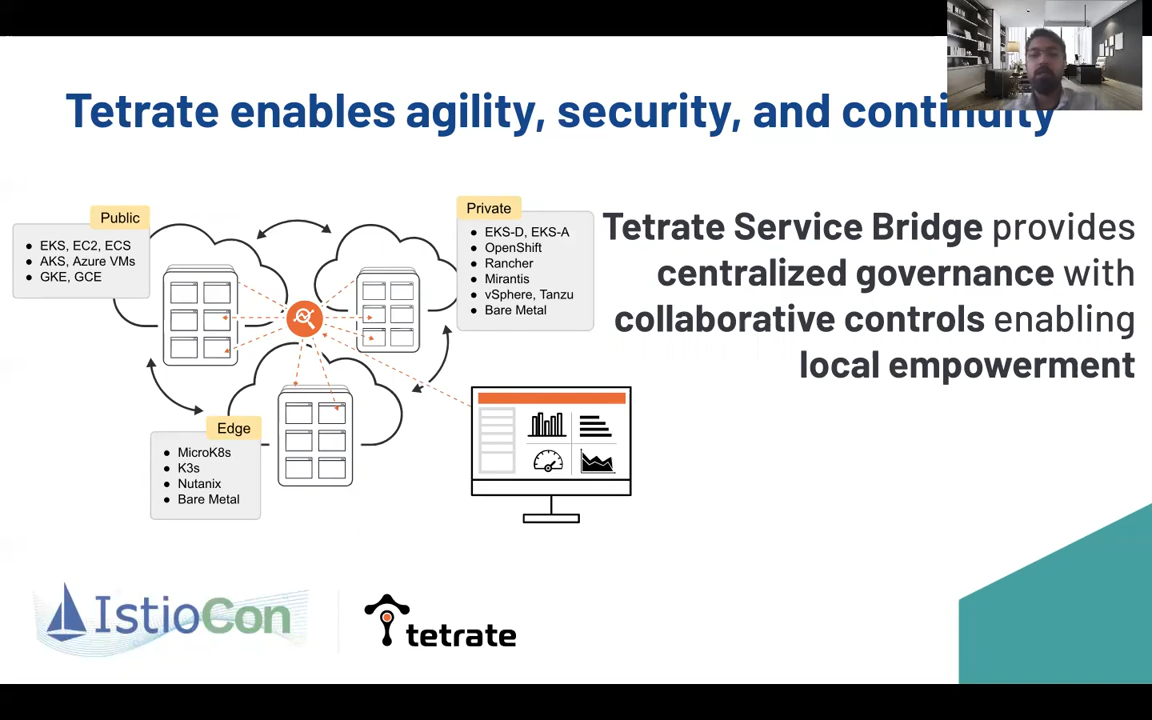 Tetrate enables agility, security, and continuity
Public
EKS, EC2, ECS
AKS, Azure VMs
GKE, GCE
Private
EKS-D, EKS-A
OpenShift
Rancher
Mirantis
vSphere, Tanzu
Bare Metal
Edge
MicroK8s
K3s
Nutanix
Bare Metal
Tetrate Service Bridge provides
centralized governance with
collaborative controls enabling
local empowerment
IstioCon
tetrate